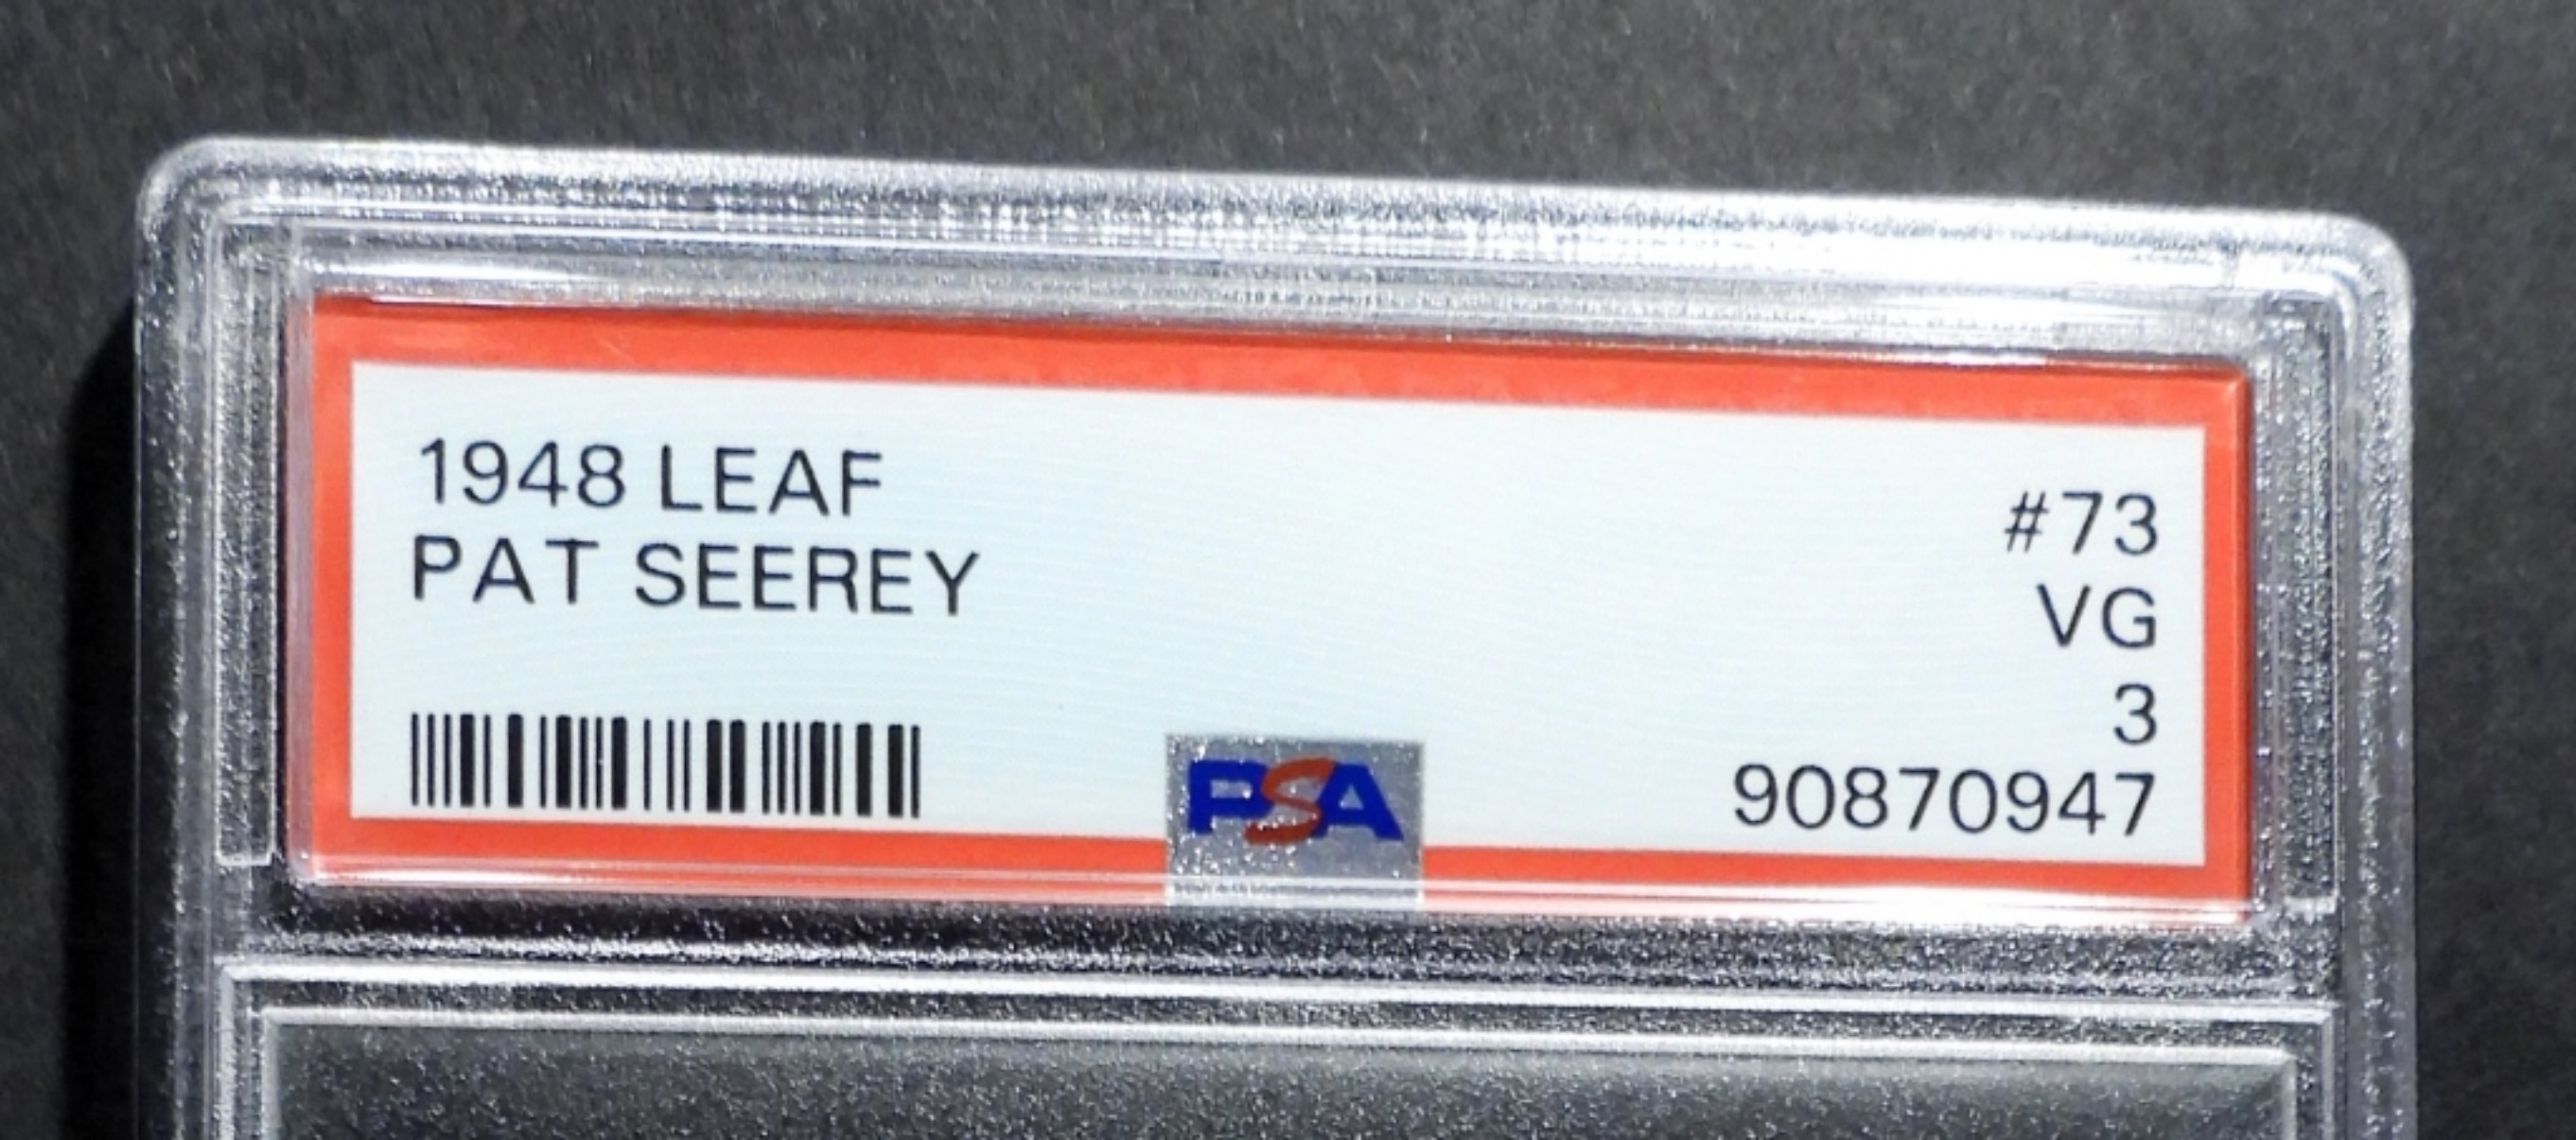 1948 LEAF
PAT SEEREY
#73
VG
3
90870947
PSA